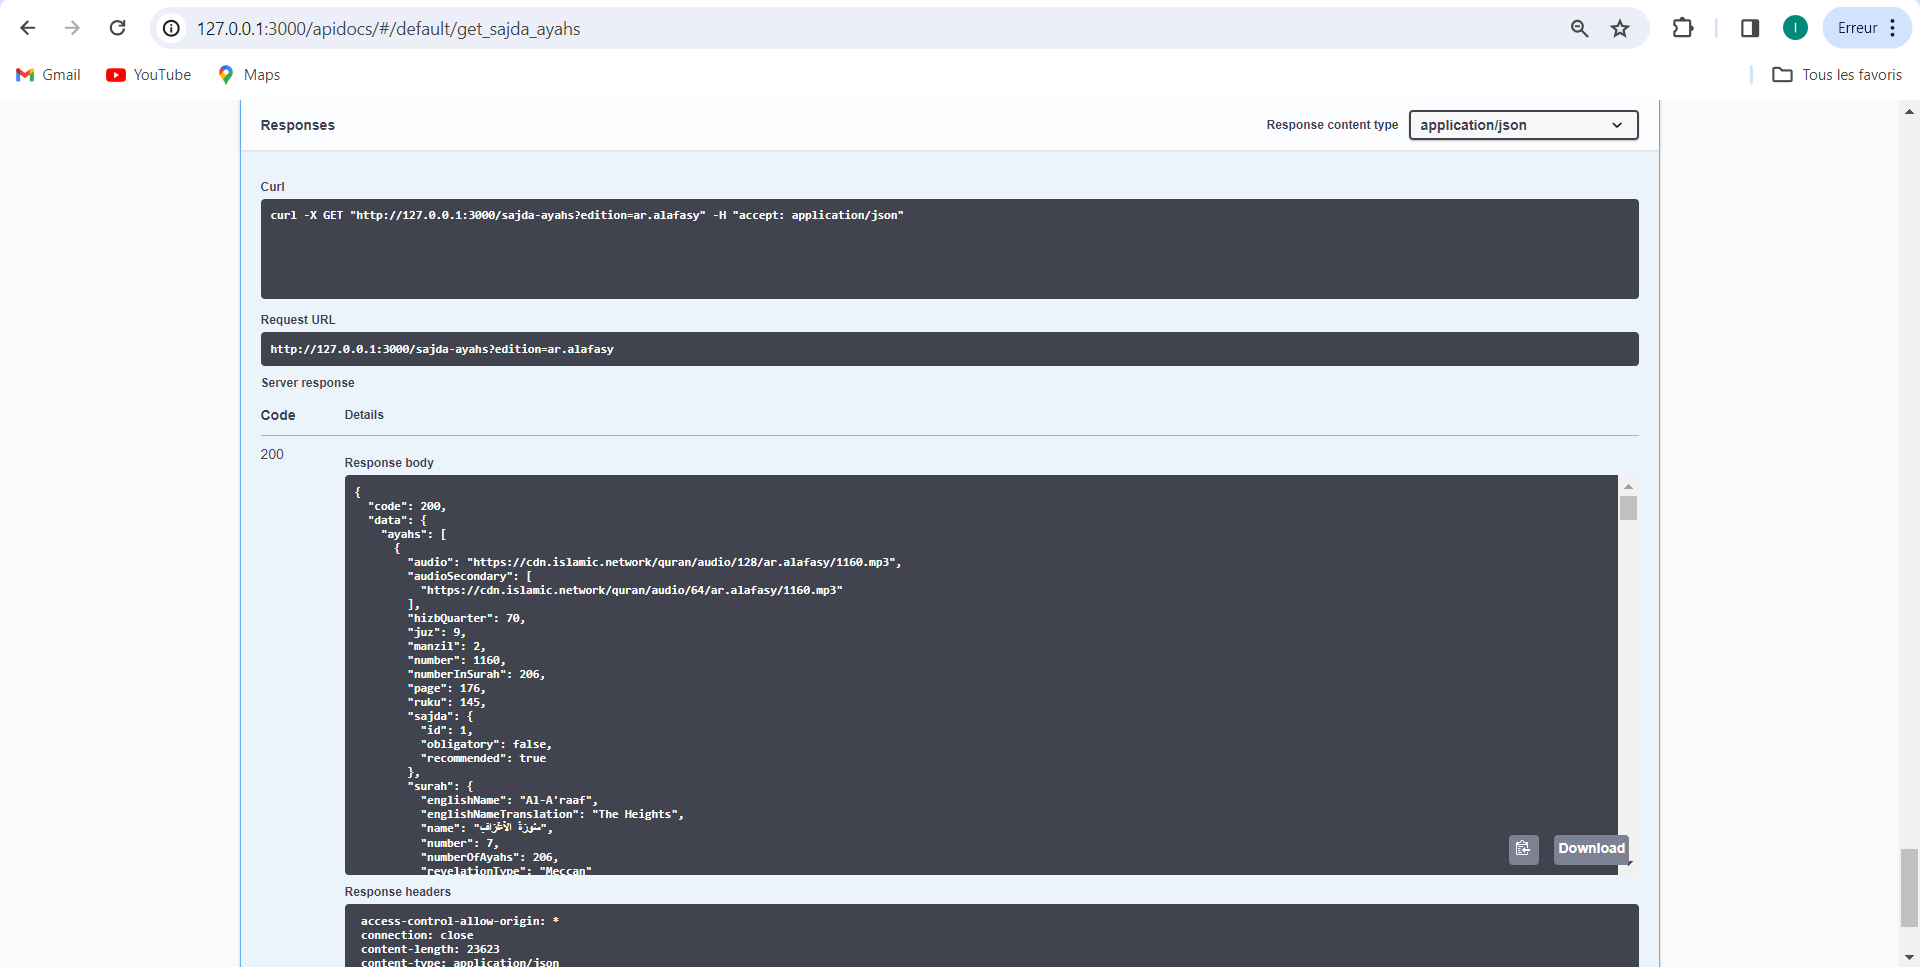 127.0.0.1:3000/apidocs/#/default/get_sajda_ayahs
I
Erreur
Gmail
YouTube
Maps
Tous les favoris
Responses
Response content type
application/json
Curl
curl -X GET "http://127.0.0.1:3000/sajda-ayahs?edition=ar.alafasy" -H "accept: application/json"
Request URL
http://127.0.0.1:3000/sajda-ayahs?edition=ar.alafasy
Server response
Code
Details
200
Response body
{
"code": 200,
"data": {
"ayahs": [
{
"audio": "https://cdn.islamic.network/quran/audio/128/ar.alafasy/1160.mp3",
"audioSecondary": [
"https://cdn.islamic.network/quran/audio/64/ar.alafasy/1160.mp3"
],
"hizbQuarter": 70,
"juz": 9,
"manzil": 2,
"number": 1160,
"numberInSurah": 206,
"page": 176,
"ruku": 145,
"sajda": {
"id": 1,
"obligatory": false,
"recommended": true
},
"surah": {
"englishName": "Al-A'raaf",
"englishNameTranslation": "The Heights",
"name": "سُورَةُ الأَعۡرَافِ",
"number": 7,
"numberOfAyahs": 206,
"revelationType": "Meccan"
Download
Response headers
access-control-allow-origin: *
connection: close
content-length: 23623
content-type: application/json